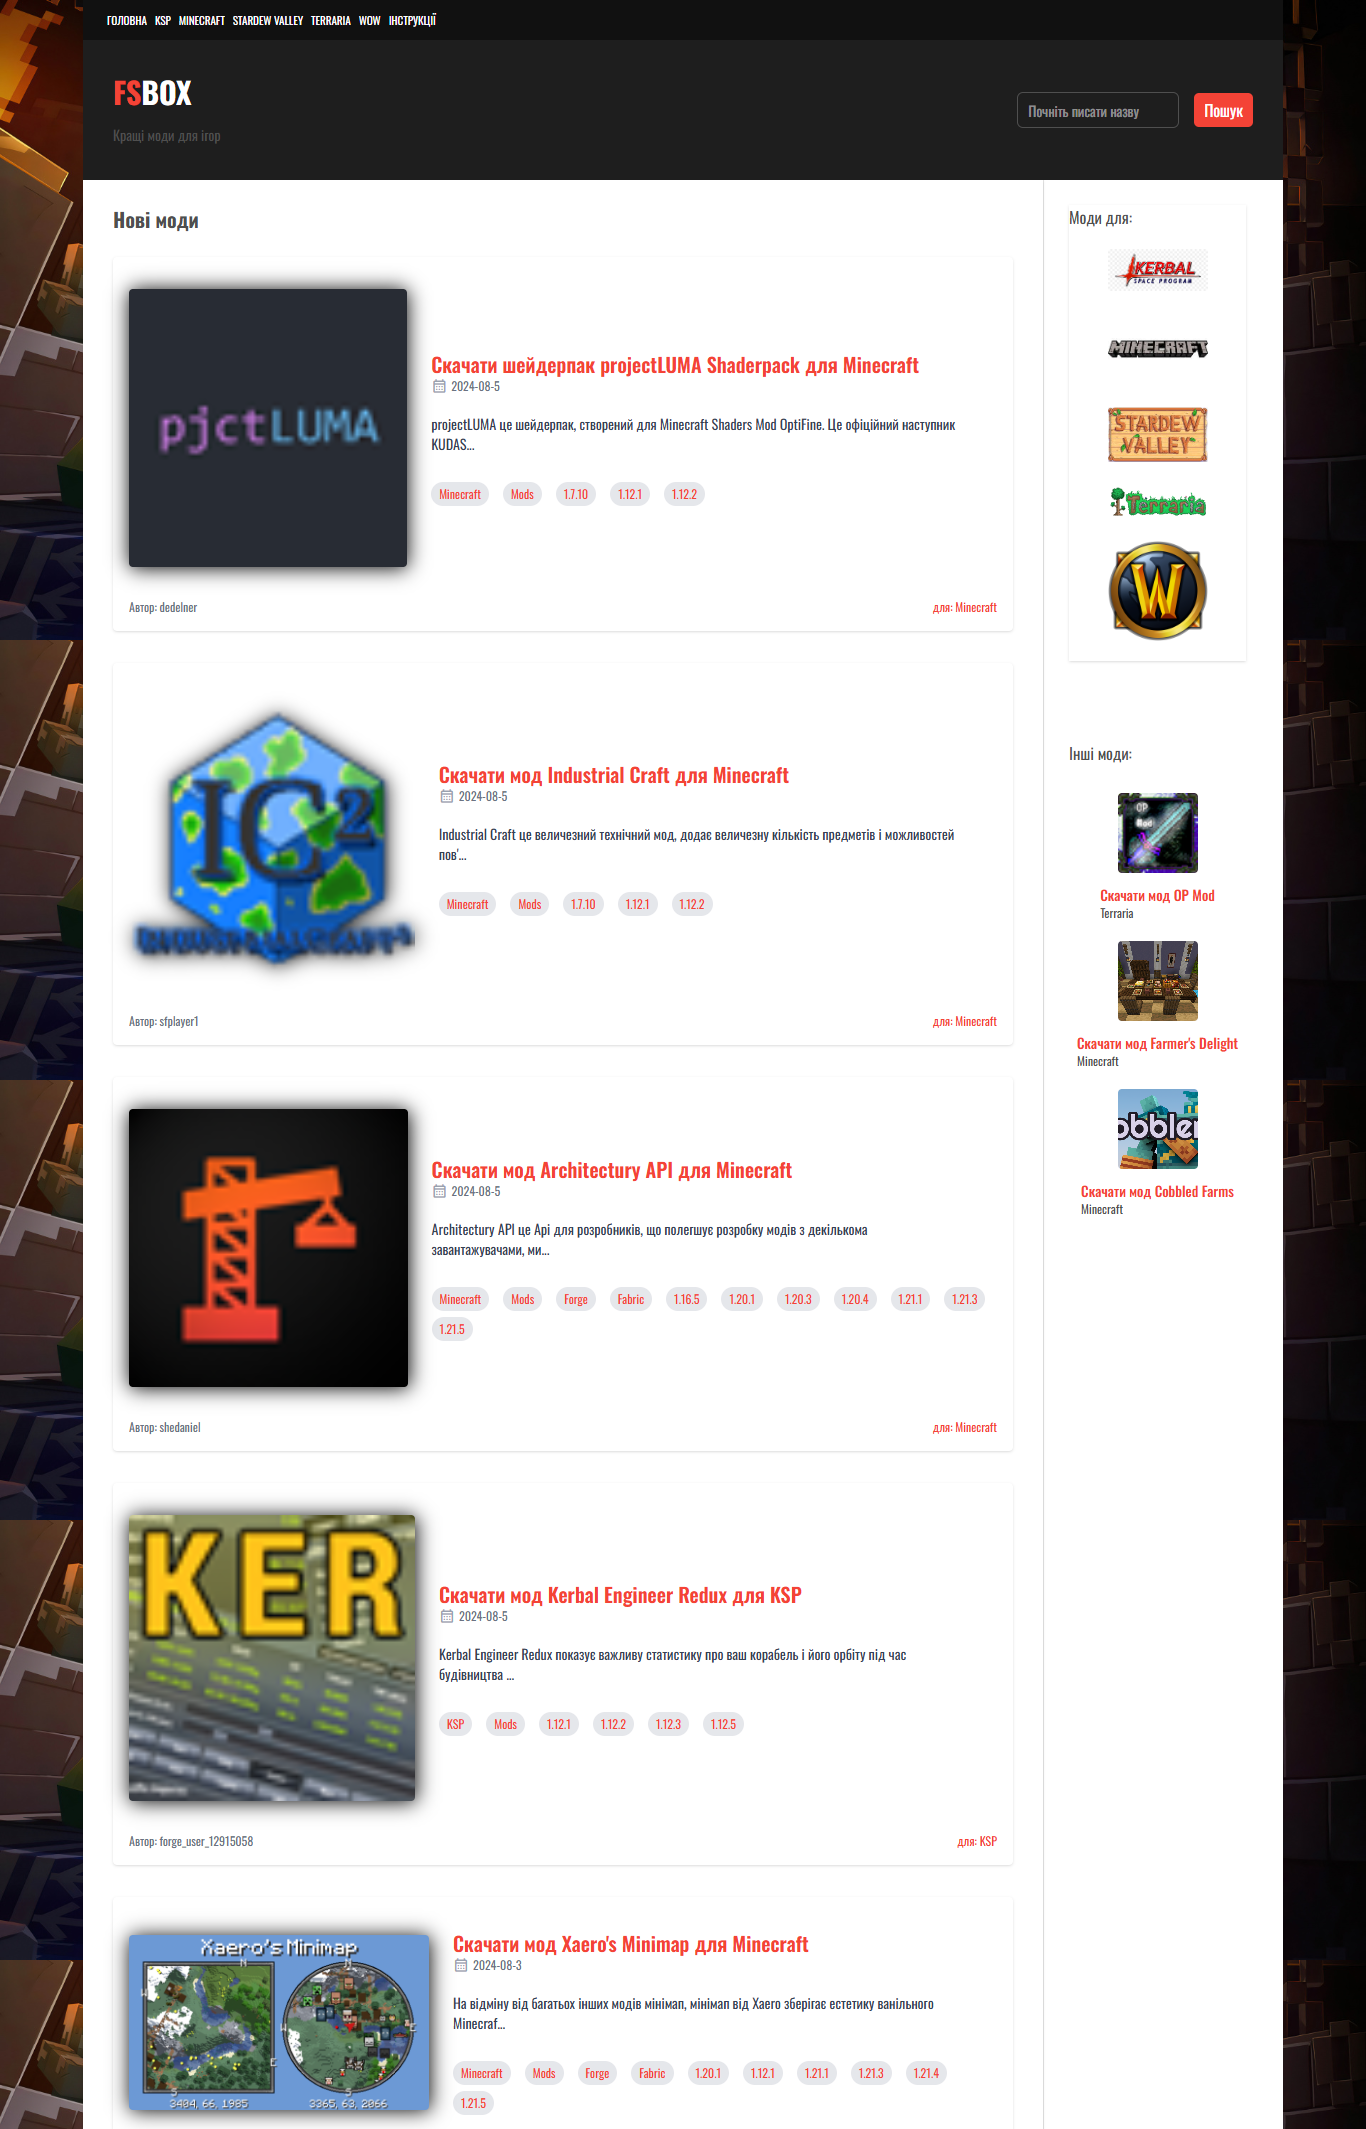 ГОЛОВНА KSP MINECRAFT STARDEW VALLEY TERRARIA WOW ІНСТРУКЦІЇ
FSBOX
Кращі моди для ігор
Почніть писати назву
Пошук
Нові моди
pjctLUMA
Скачати шейдерпак projectLUMA Shaderpack для Minecraft
2024-08-5
projectLUMA це шейдерпак, створений для Minecraft Shaders Mod OptiFine. Це офіційний наступник
KUDAS...
Minecraft Mods 1.7.10 1.12.1 1.12.2
Автор: dedelner
для: Minecraft
IC²
INDUSTRIALCRAFT²
Скачати мод Industrial Craft для Minecraft
2024-08-5
Industrial Craft це величезний технічний мод, додає величезну кількість предметів і можливостей
пов'...
Minecraft Mods 1.7.10 1.12.1 1.12.2
Автор: sfplayer1
для: Minecraft
Скачати мод Architectury API для Minecraft
2024-08-5
Architectury API це Api для розробників, що полегшує розробку модів з декількома
завантажувачами, ми...
Minecraft Mods Forge Fabric 1.16.5 1.20.1 1.20.3 1.20.4 1.21.1 1.21.3
1.21.5
Автор: shedaniel
для: Minecraft
KER
Скачати мод Kerbal Engineer Redux для KSP
2024-08-5
Kerbal Engineer Redux показує важливу статистику про ваш корабель і його орбіту під час
будівництва ...
KSP Mods 1.12.1 1.12.2 1.12.3 1.12.5
Автор: forge_user_12915058
для: KSP
Xaero's Minimap
N N
W E W E
S S
3404, 66, 1985 3365, 63, 2066
Скачати мод Xaero's Minimap для Minecraft
2024-08-3
На відміну від багатьох інших модів мінімап, мінімап від Xaero зберігає естетику ванільного
Minecraf...
Minecraft Mods Forge Fabric 1.20.1 1.12.1 1.21.1 1.21.3 1.21.4
1.21.5
Моди для:
KERBAL
SPACE PROGRAM
MINECRAFT
STARDEW
VALLEY
Terraria
W
Інші моди:
OP
Mod
Скачати мод OP Mod
Terraria
Скачати мод Farmer's Delight
Minecraft
obble
Скачати мод Cobbled Farms
Minecraft